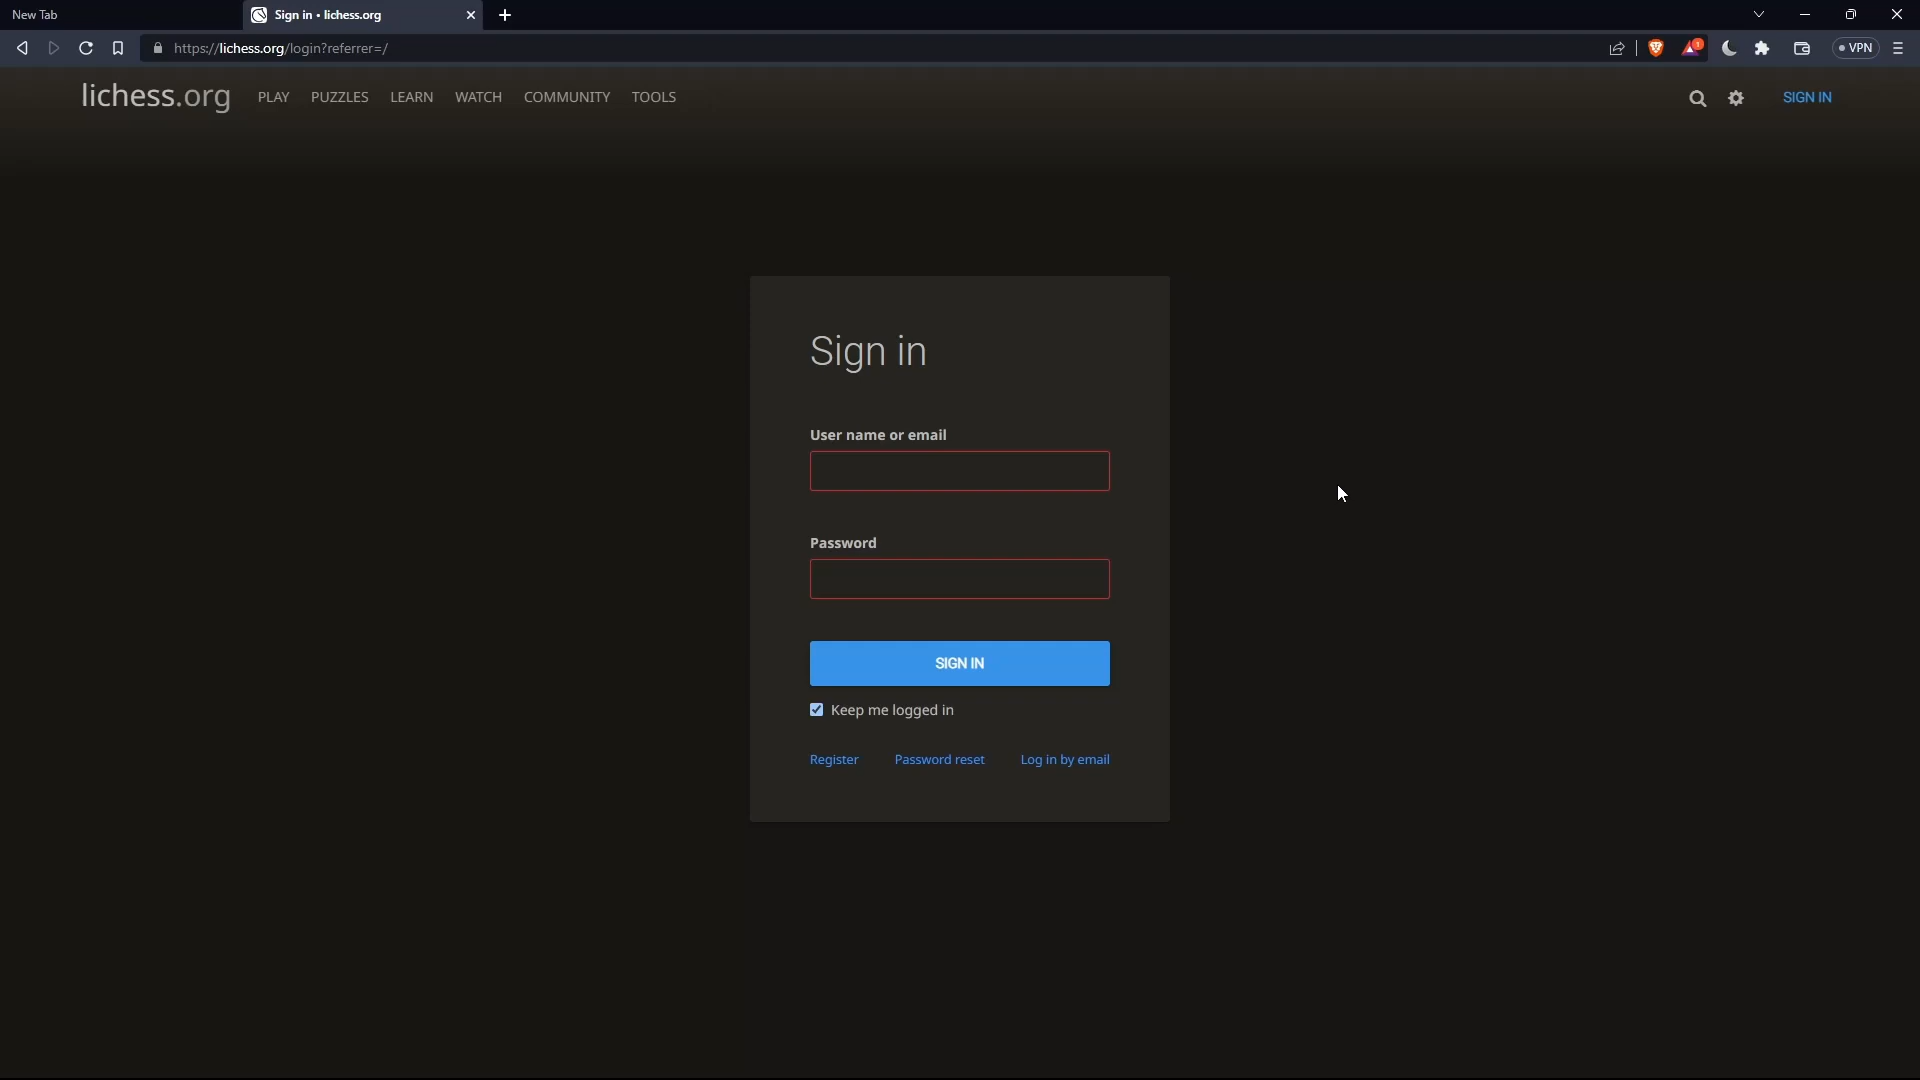 New Tab
Sign in • lichess.org
https://lichess.org/login?referrer=/
1
VPN
lichess.org PLAY PUZZLES LEARN WATCH COMMUNITY TOOLS SIGN IN
Sign in
User name or email
Password
SIGN IN
Keep me logged in
Register Password reset Log in by email